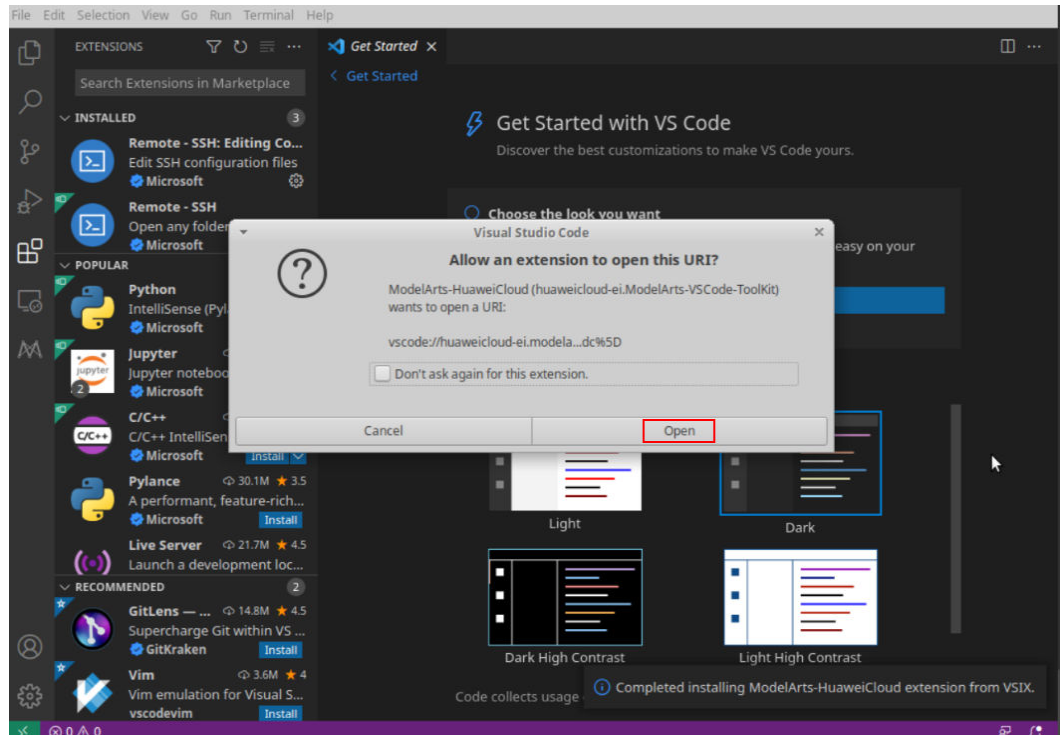 File Edit Selection View Go Run Terminal Help
EXTENSIONS
Search Extensions in Marketplace
INSTALLED 3
Remote - SSH: Editing Co...
Edit SSH configuration files
Microsoft
Remote - SSH
Open any folder
Microsoft
POPULAR
Python
IntelliSense (Pyl
Microsoft
Jupyter
Jupyter noteboo
jupyter
2
Microsoft
C/C++
C/C++
C/C++ IntelliSen
Microsoft Install
Pylance 30.1M ★ 3.5
A performant, feature-rich...
Microsoft Install
Live Server 21.7M ★ 4.5
Launch a development loc...
RECOMMENDED 2
GitLens — ... 14.8M ★ 4.5
Supercharge Git within VS ...
GitKraken Install
Vim 3.6M ★ 4
Vim emulation for Visual S...
vscodevim Install
0 0
Get Started
Get Started
Get Started with VS Code
Discover the best customizations to make VS Code yours.
Choose the look you want
easy on your
Visual Studio Code
Allow an extension to open this URI?
ModelArts-HuaweiCloud (huaweicloud-ei.ModelArts-VSCode-ToolKit)
wants to open a URI:
vscode://huaweicloud-ei.modela...dc%5D
Don't ask again for this extension.
Cancel Open
Light Dark
Dark High Contrast Light High Contrast
Code collects usage
Completed installing ModelArts-HuaweiCloud extension from VSIX.